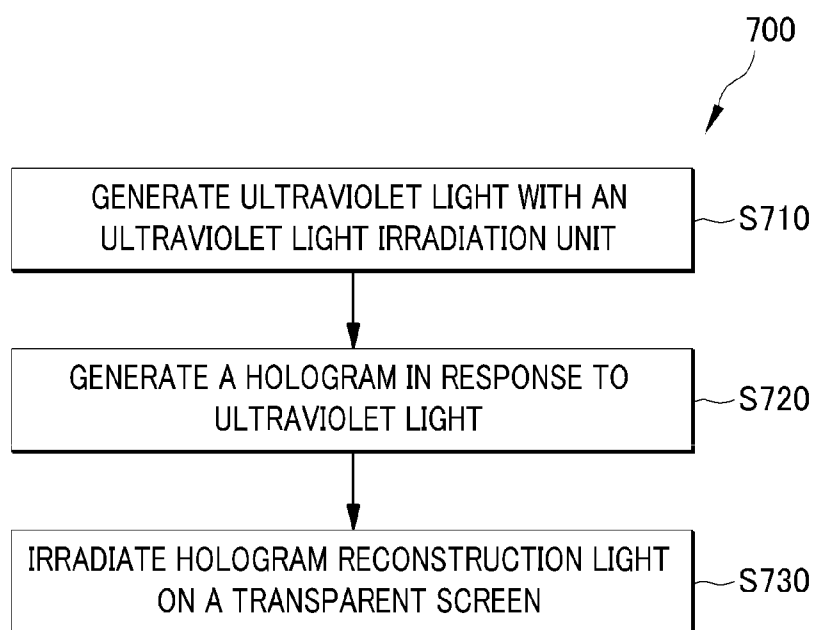 700
GENERATE ULTRAVIOLET LIGHT WITH AN
ULTRAVIOLET LIGHT IRRADIATION UNIT
S710
GENERATE A HOLOGRAM IN RESPONSE TO
ULTRAVIOLET LIGHT
S720
IRRADIATE HOLOGRAM RECONSTRUCTION LIGHT
ON A TRANSPARENT SCREEN
S730